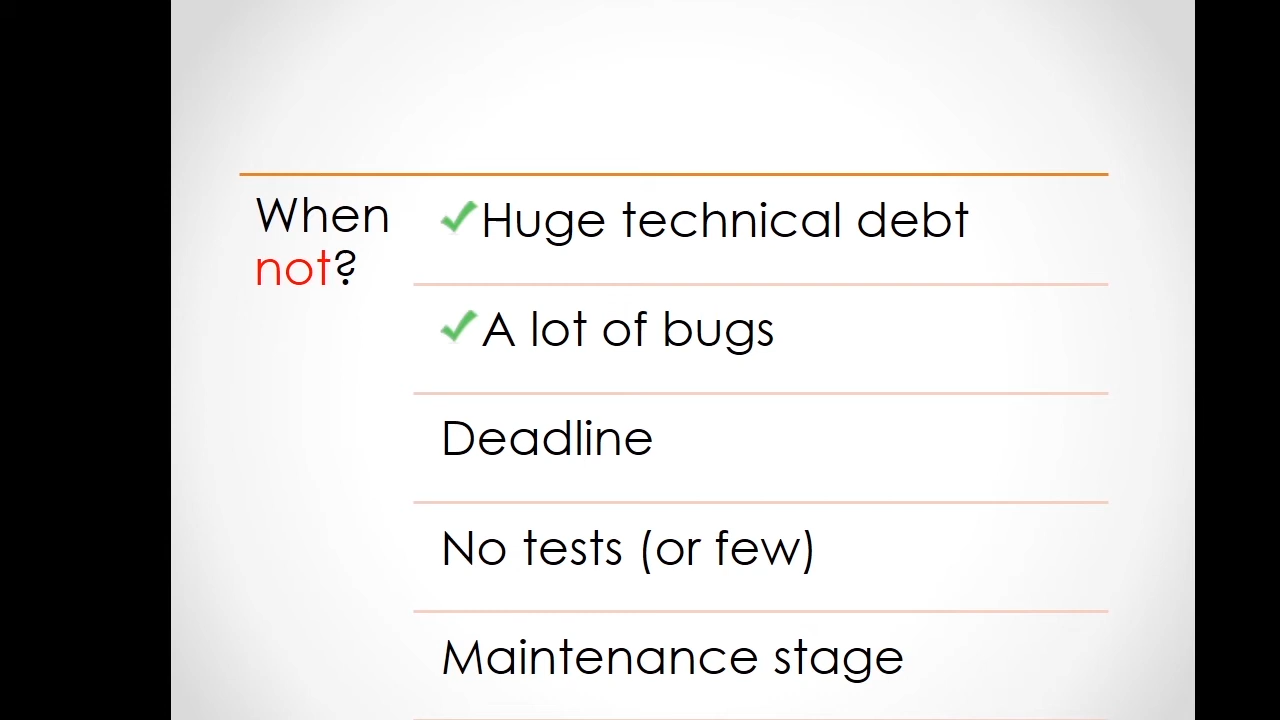 When
not?
Huge technical debt
A lot of bugs
Deadline
No tests (or few)
Maintenance stage